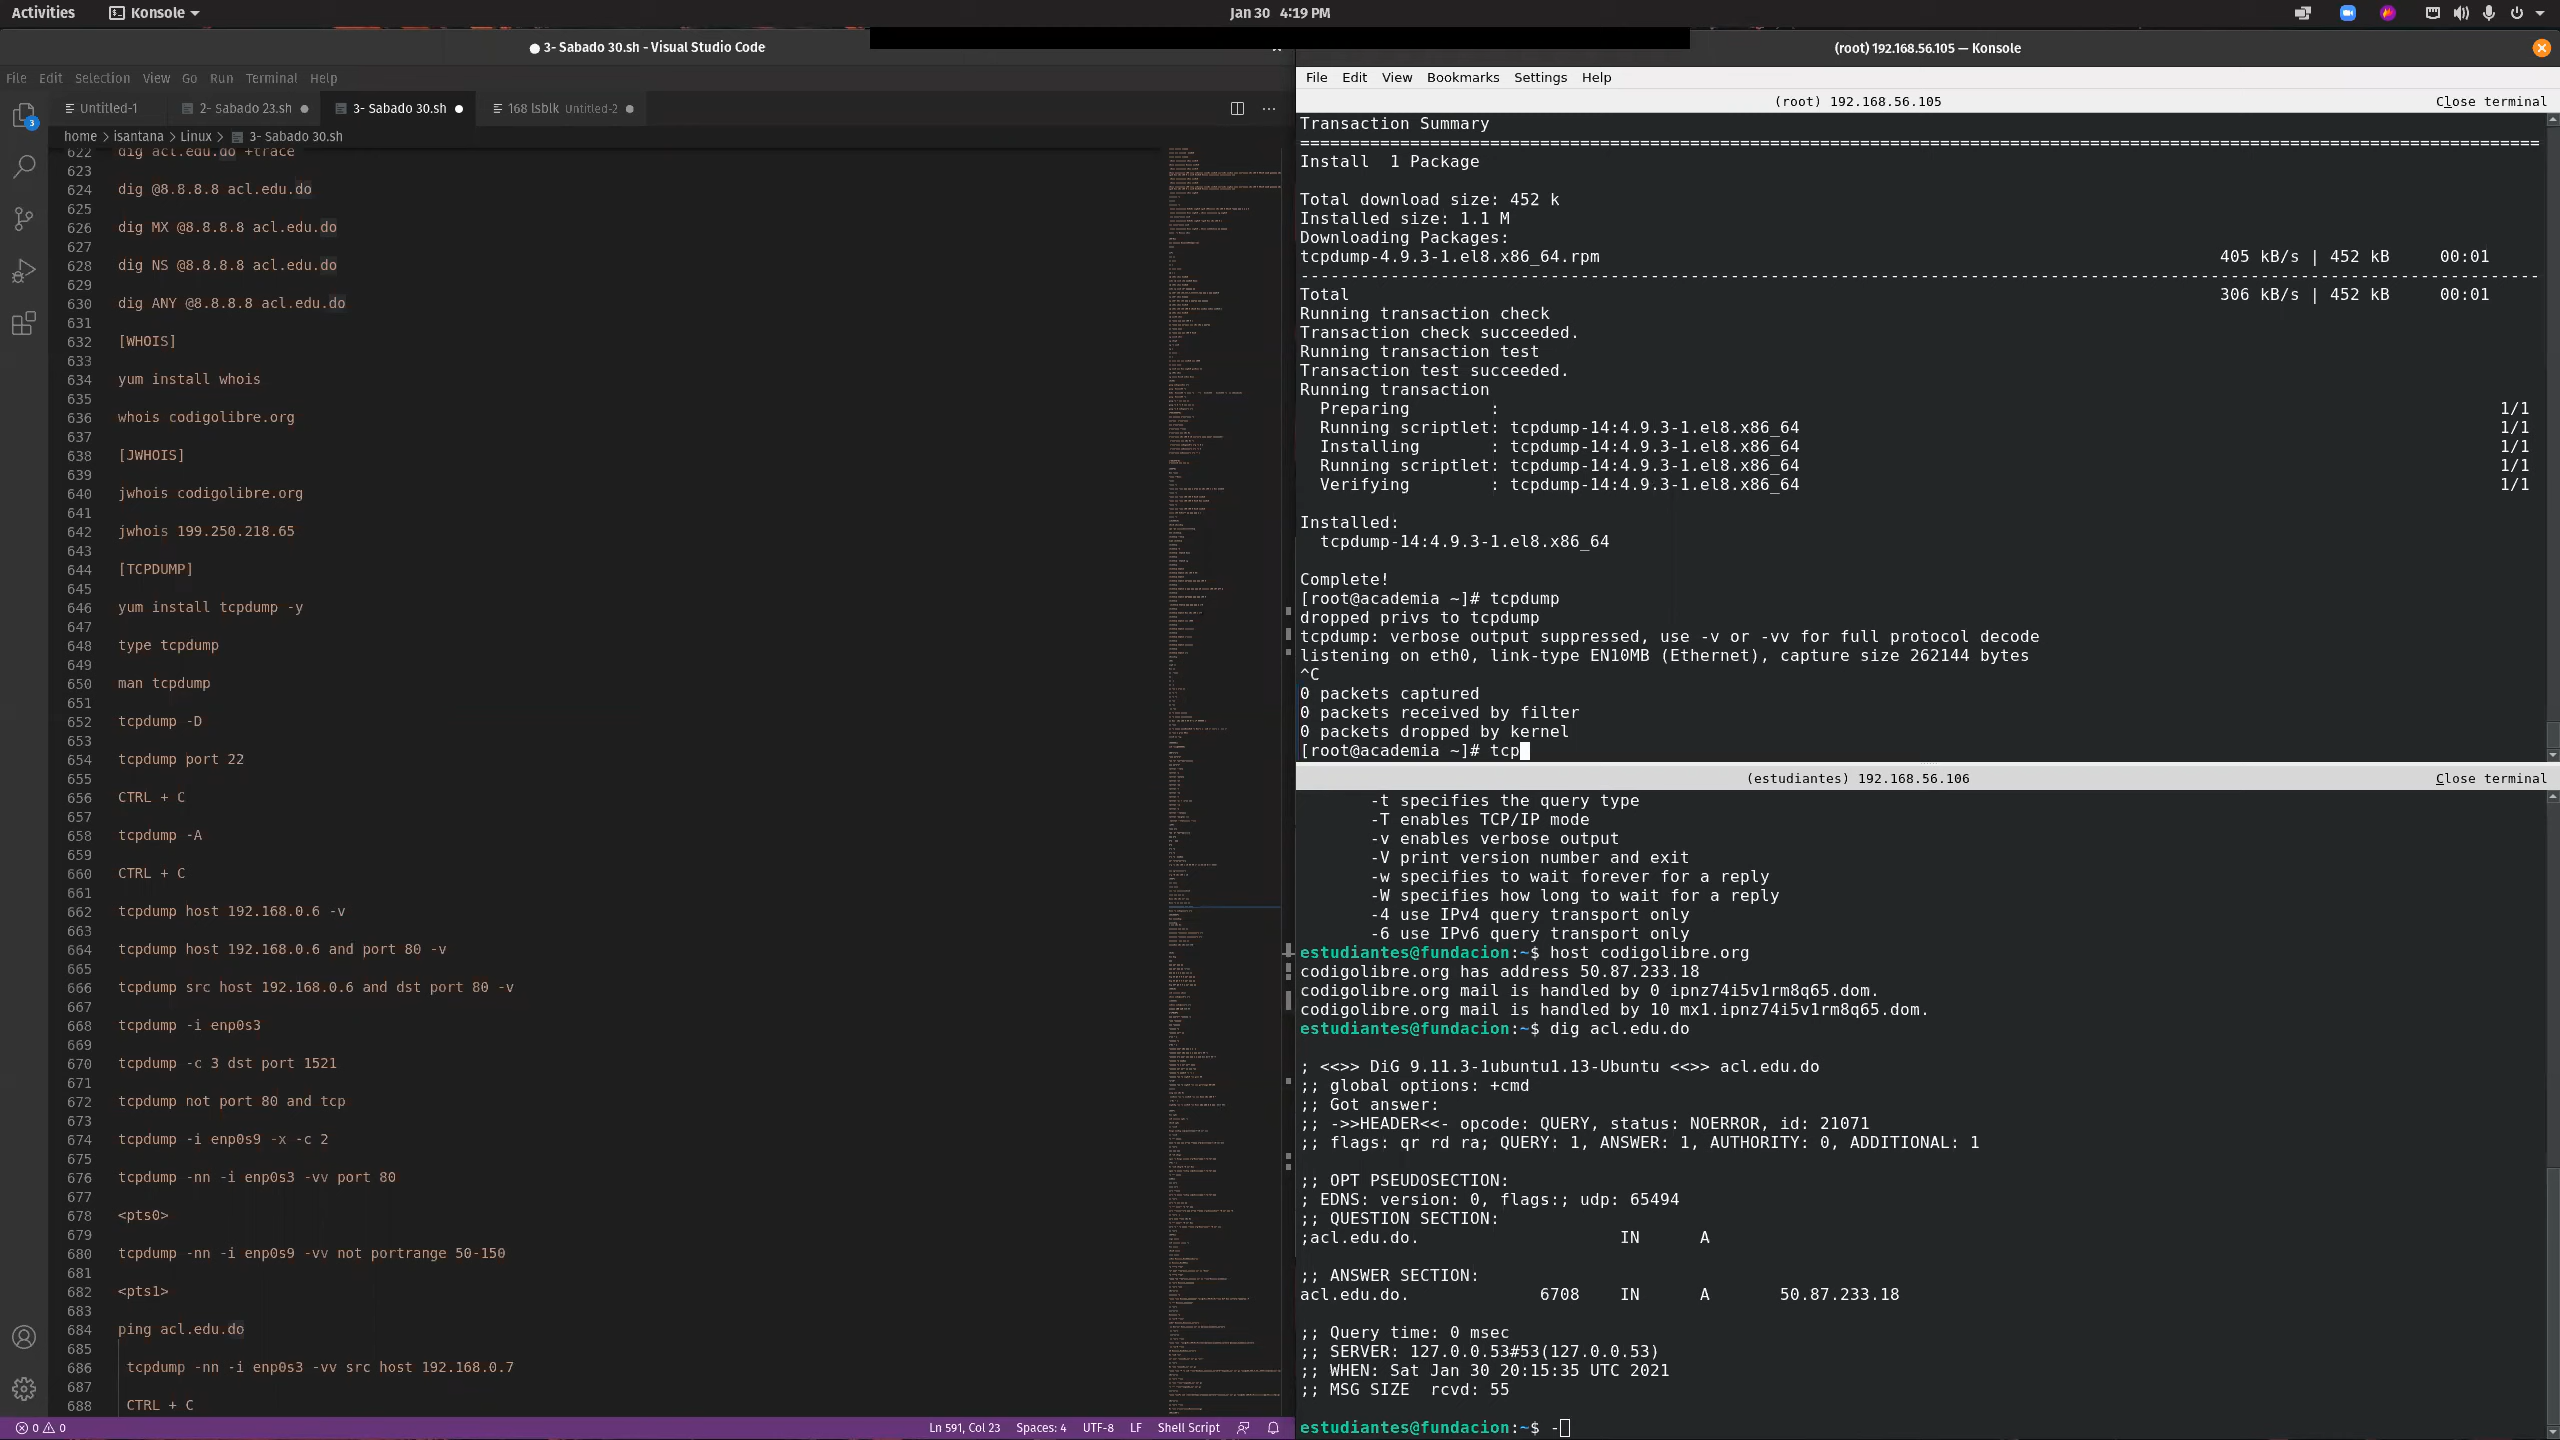 Activities
Konsole
Jan 30 4:19 PM
● 3- Sabado 30.sh - Visual Studio Code
File Edit Selection View Go Run Terminal Help
Untitled-1
2- Sabado 23.sh
3- Sabado 30.sh
168 lsblk Untitled-2
3
home > isantana > Linux > 3- Sabado 30.sh
622 dig acl.edu.do +trace
623
624 dig @8.8.8.8 acl.edu.do
625
626 dig MX @8.8.8.8 acl.edu.do
627
628 dig NS @8.8.8.8 acl.edu.do
629
630 dig ANY @8.8.8.8 acl.edu.do
631
632 [WHOIS]
633
634 yum install whois
635
636 whois codigolibre.org
637
638 [JWHOIS]
639
640 jwhois codigolibre.org
641
642 jwhois 199.250.218.65
643
644 [TCPDUMP]
645
646 yum install tcpdump -y
647
648 type tcpdump
649
650 man tcpdump
651
652 tcpdump -D
653
654 tcpdump port 22
655
656 CTRL + C
657
658 tcpdump -A
659
660 CTRL + C
661
662 tcpdump host 192.168.0.6 -v
663
664 tcpdump host 192.168.0.6 and port 80 -v
665
666 tcpdump src host 192.168.0.6 and dst port 80 -v
667
668 tcpdump -i enp0s3
669
670 tcpdump -c 3 dst port 1521
671
672 tcpdump not port 80 and tcp
673
674 tcpdump -i enp0s9 -x -c 2
675
676 tcpdump -nn -i enp0s3 -vv port 80
677
678 <pts0>
679
680 tcpdump -nn -i enp0s9 -vv not portrange 50-150
681
682 <pts1>
683
684 ping acl.edu.do
685
686 tcpdump -nn -i enp0s3 -vv src host 192.168.0.7
687
688 CTRL + C
0 0
Ln 591, Col 23 Spaces: 4 UTF-8 LF Shell Script
(root) 192.168.56.105 — Konsole
File Edit View Bookmarks Settings Help
(root) 192.168.56.105
Close terminal
Transaction Summary
================================================================================
Install 1 Package
Total download size: 452 k
Installed size: 1.1 M
Downloading Packages:
tcpdump-4.9.3-1.el8.x86_64.rpm 405 kB/s | 452 kB 00:01
--------------------------------------------------------------------------------
Total 306 kB/s | 452 kB 00:01
Running transaction check
Transaction check succeeded.
Running transaction test
Transaction test succeeded.
Running transaction
Preparing : 1/1
Running scriptlet: tcpdump-14:4.9.3-1.el8.x86_64 1/1
Installing : tcpdump-14:4.9.3-1.el8.x86_64 1/1
Running scriptlet: tcpdump-14:4.9.3-1.el8.x86_64 1/1
Verifying : tcpdump-14:4.9.3-1.el8.x86_64 1/1
Installed:
tcpdump-14:4.9.3-1.el8.x86_64
Complete!
[root@academia ~]# tcpdump
dropped privs to tcpdump
tcpdump: verbose output suppressed, use -v or -vv for full protocol decode
listening on eth0, link-type EN10MB (Ethernet), capture size 262144 bytes
^C
0 packets captured
0 packets received by filter
0 packets dropped by kernel
[root@academia ~]# tcp
(estudiantes) 192.168.56.106
Close terminal
-t specifies the query type
-T enables TCP/IP mode
-v enables verbose output
-V print version number and exit
-w specifies to wait forever for a reply
-W specifies how long to wait for a reply
-4 use IPv4 query transport only
-6 use IPv6 query transport only
estudiantes@fundacion:~$ host codigolibre.org
codigolibre.org has address 50.87.233.18
codigolibre.org mail is handled by 0 ipnz74i5v1rm8q65.dom.
codigolibre.org mail is handled by 10 mx1.ipnz74i5v1rm8q65.dom.
estudiantes@fundacion:~$ dig acl.edu.do
; <<>> DiG 9.11.3-1ubuntu1.13-Ubuntu <<>> acl.edu.do
;; global options: +cmd
;; Got answer:
;; ->>HEADER<<- opcode: QUERY, status: NOERROR, id: 21071
;; flags: qr rd ra; QUERY: 1, ANSWER: 1, AUTHORITY: 0, ADDITIONAL: 1
;; OPT PSEUDOSECTION:
; EDNS: version: 0, flags:; udp: 65494
;; QUESTION SECTION:
;acl.edu.do. IN A
;; ANSWER SECTION:
acl.edu.do. 6708 IN A 50.87.233.18
;; Query time: 0 msec
;; SERVER: 127.0.0.53#53(127.0.0.53)
;; WHEN: Sat Jan 30 20:15:35 UTC 2021
;; MSG SIZE rcvd: 55
estudiantes@fundacion:~$ -